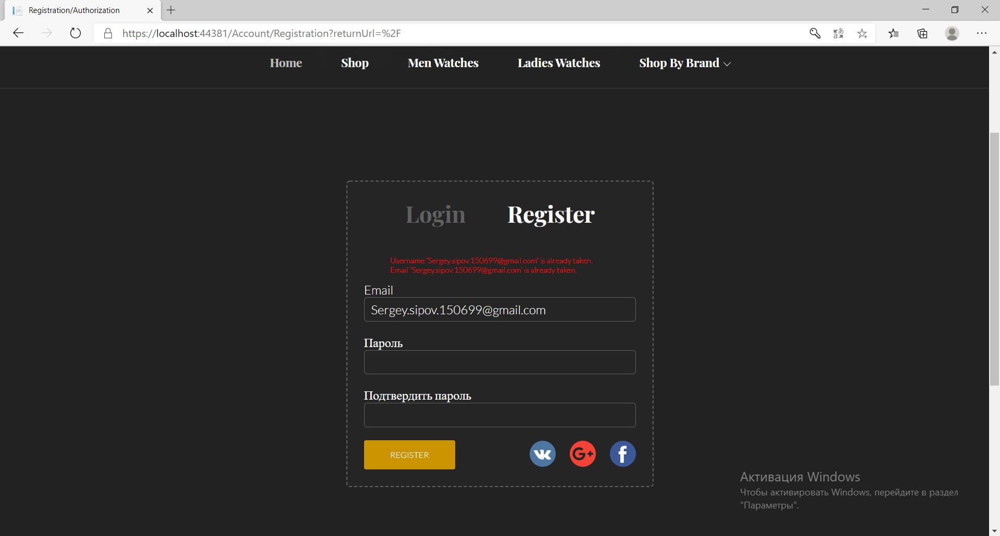 Registration/Authorization
https://localhost:44381/Account/Registration?returnUrl=%2F
Home Shop Men Watches Ladies Watches Shop By Brand
Login Register
Username 'Sergey.sipov.150699@gmail.com' is already taken.
Email 'Sergey.sipov.150699@gmail.com' is already taken.
Email
Sergey.sipov.150699@gmail.com
Пароль
Подтвердить пароль
REGISTER
G+ f
Активация Windows
Чтобы активировать Windows, перейдите в раздел
"Параметры".